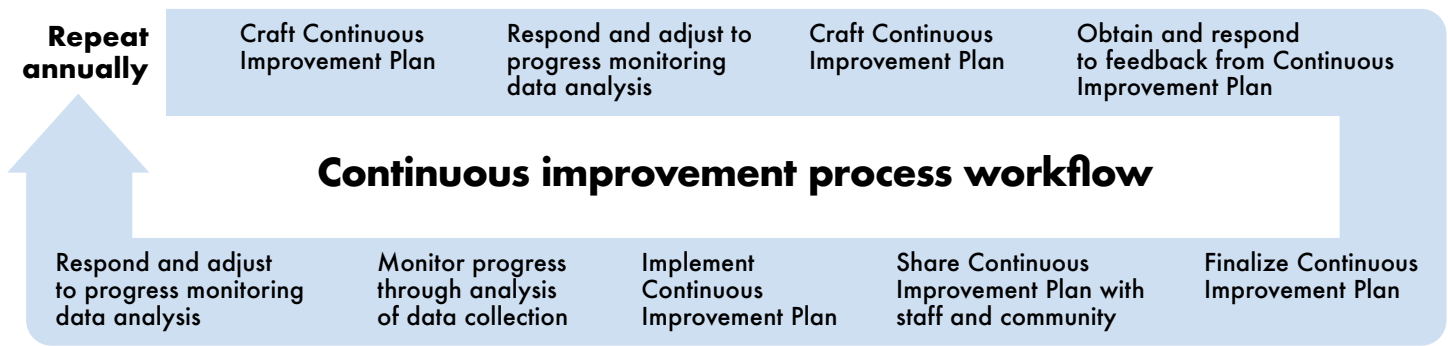 Repeat
annually
Craft Continuous
Improvement Plan
Respond and adjust to
progress monitoring
data analysis
Craft Continuous
Improvement Plan
Obtain and respond
to feedback from Continuous
Improvement Plan
Continuous improvement process workflow
Respond and adjust
to progress monitoring
data analysis
Monitor progress
through analysis
of data collection
Implement
Continuous
Improvement Plan
Share Continuous
Improvement Plan with
staff and community
Finalize Continuous
Improvement Plan